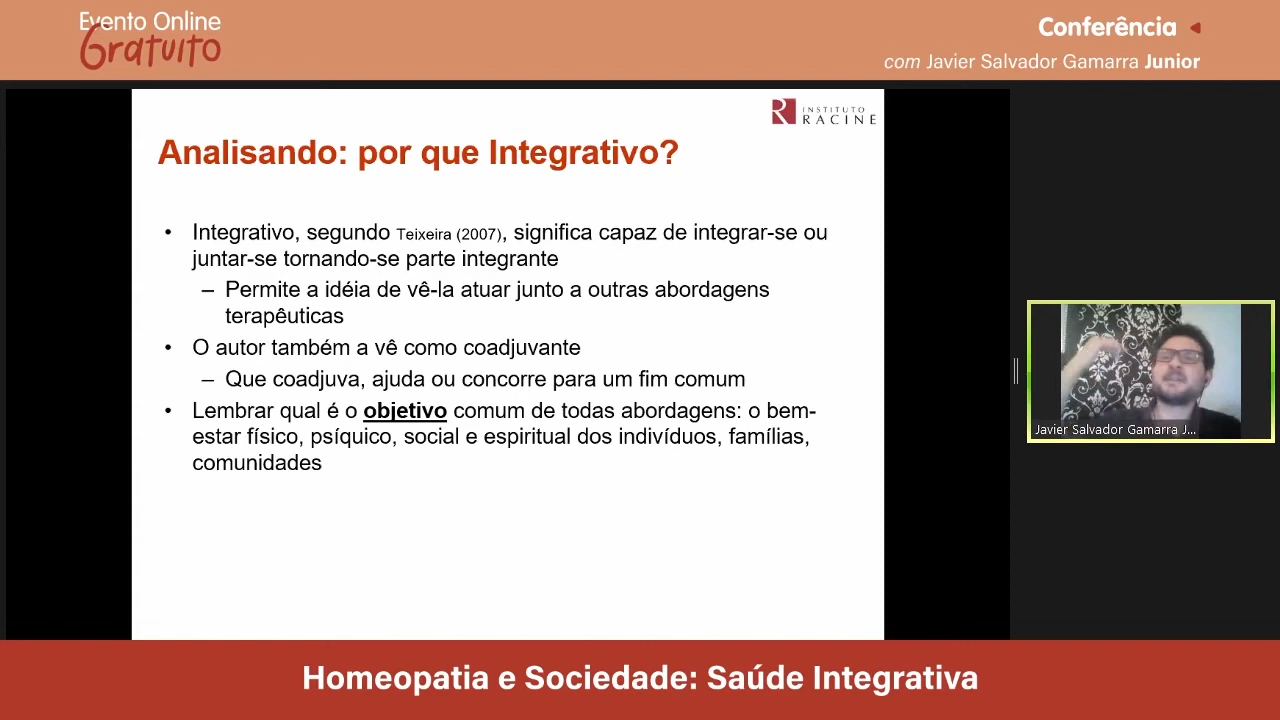 Evento Online
Gratuito
Conferência
com Javier Salvador Gamarra Junior
INSTITUTO
RACINE
Analisando: por que Integrativo?
• Integrativo, segundo Teixeira (2007), significa capaz de integrar-se ou
juntar-se tornando-se parte integrante
– Permite a idéia de vê-la atuar junto a outras abordagens
terapêuticas
• O autor também a vê como coadjuvante
– Que coadjuva, ajuda ou concorre para um fim comum
• Lembrar qual é o objetivo comum de todas abordagens: o bem-
estar físico, psíquico, social e espiritual dos indivíduos, famílias,
comunidades
Javier Salvador Gamarra J...
Homeopatia e Sociedade: Saúde Integrativa